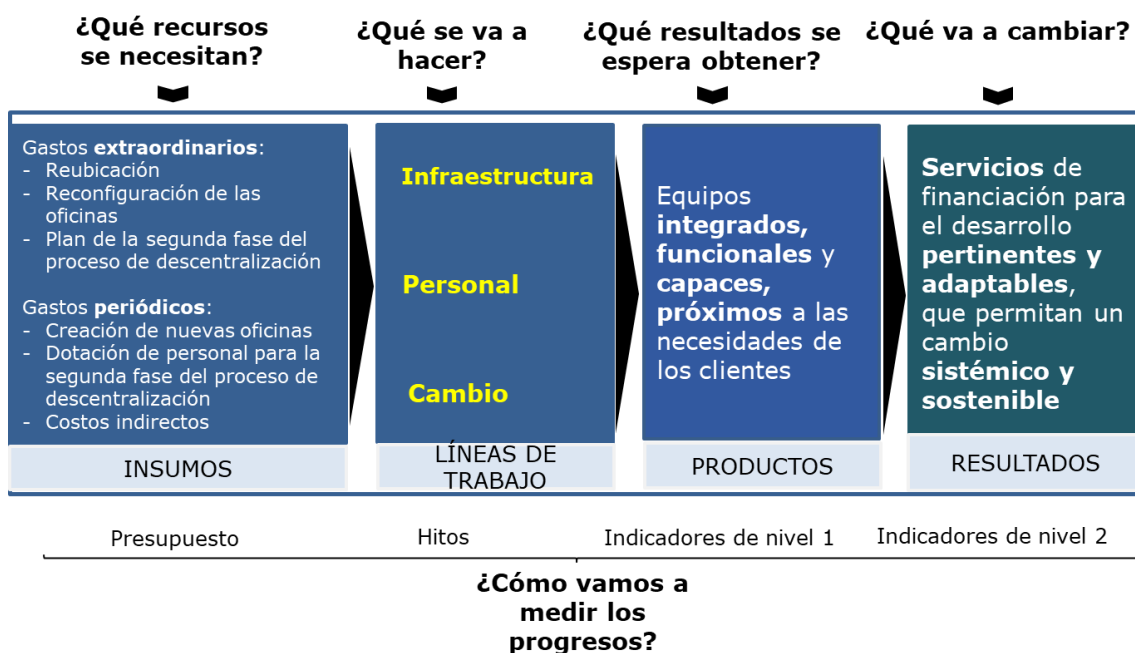 ¿Qué recursos
se necesitan?
¿Qué se va a
hacer?
¿Qué resultados se
espera obtener?
¿Qué va a cambiar?
Gastos extraordinarios:
- Reubicación
- Reconfiguración de las
oficinas
- Plan de la segunda fase del
proceso de descentralización
Gastos periódicos:
- Creación de nuevas oficinas
- Dotación de personal para la
segunda fase del proceso de
descentralización
- Costos indirectos
INSUMOS
Infraestructura
Personal
Cambio
LÍNEAS DE
TRABAJO
Equipos
integrados,
funcionales y
capaces,
próximos a las
necesidades de
los clientes
PRODUCTOS
Servicios de
financiación para
el desarrollo
pertinentes y
adaptables,
que permitan un
cambio
sistémico y
sostenible
RESULTADOS
Presupuesto
Hitos
Indicadores de nivel 1
Indicadores de nivel 2
¿Cómo vamos a
medir los
progresos?